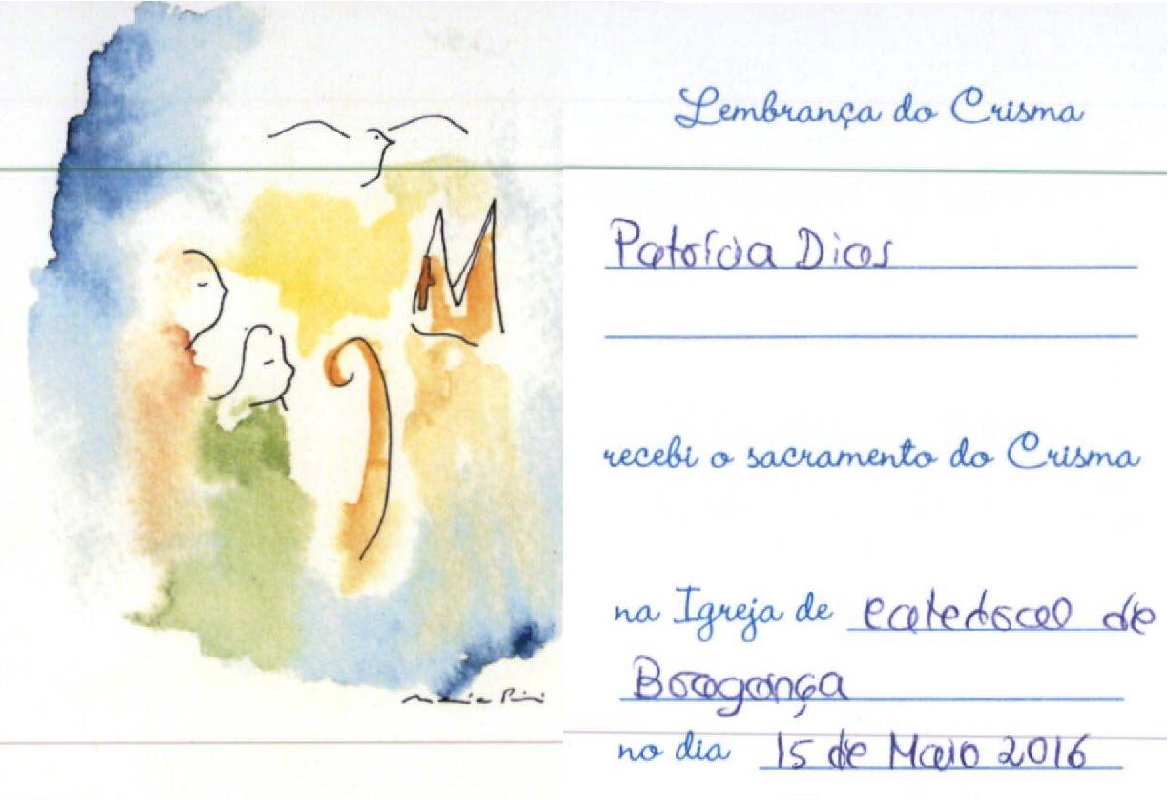 Lembrança do Crisma
Patrícia Dias
recebi o sacramento do Crisma
na Igreja de catedral de
Bragança
no dia 15 de Maio 2016